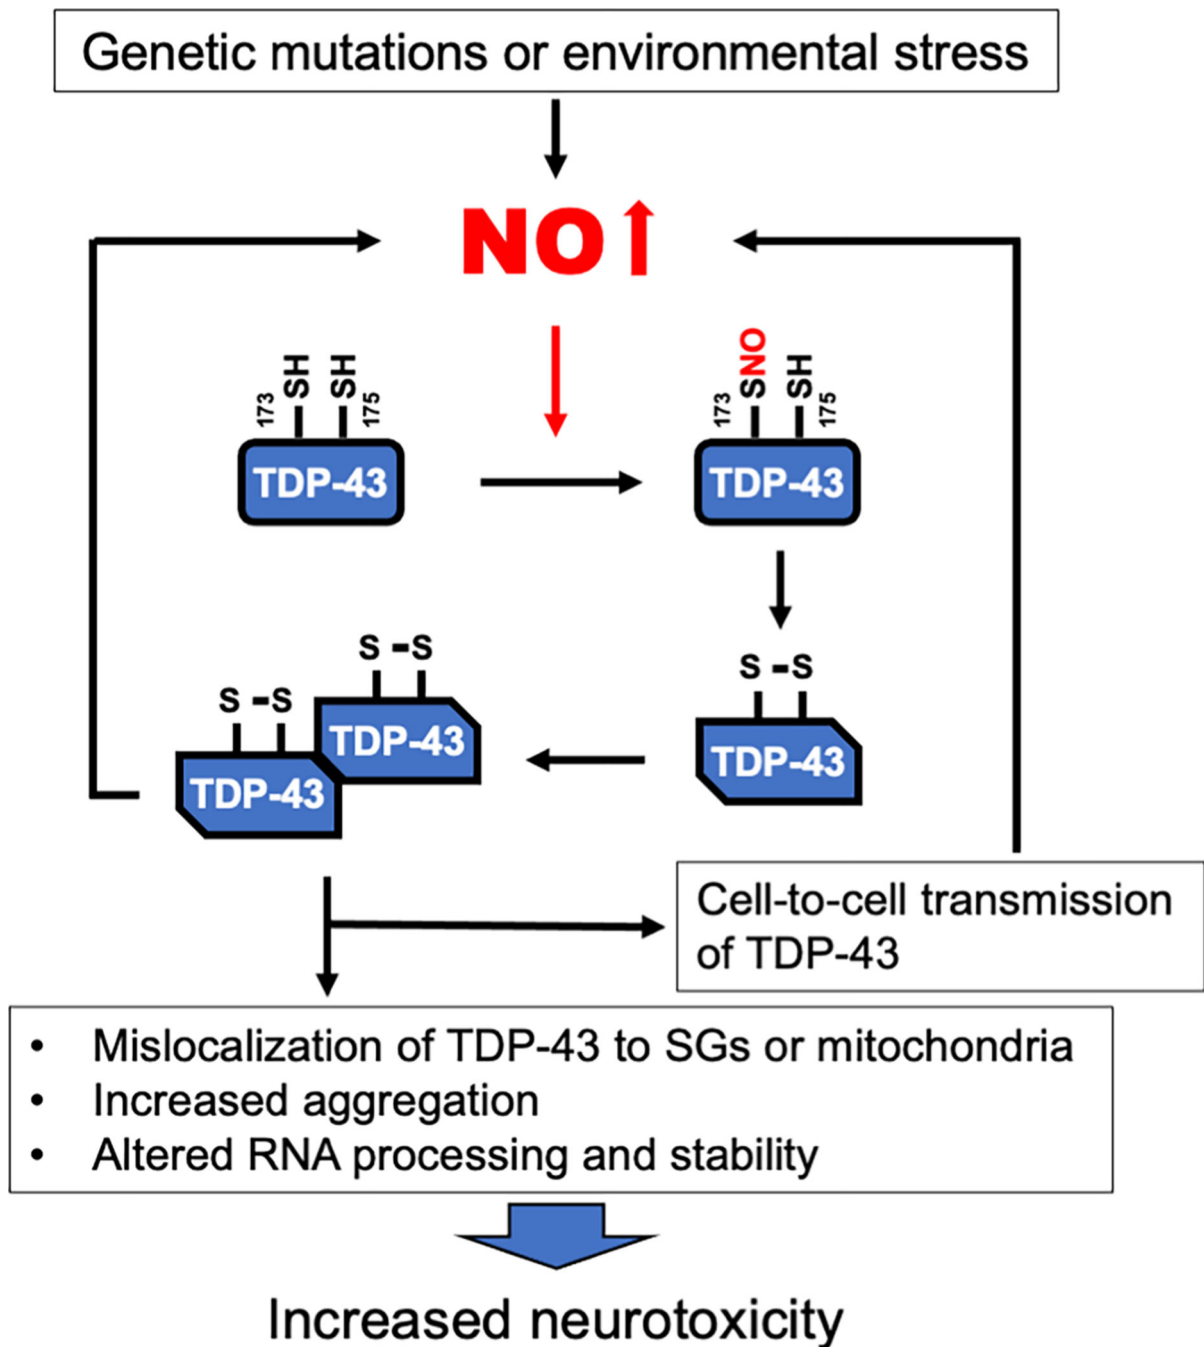 Genetic mutations or environmental stress
NO
173
SH
SH
175
TDP-43
173
SNO
SH
175
TDP-43
S-S
TDP-43
S-S
TDP-43
S-S
TDP-43
Cell-to-cell transmission
of TDP-43
• Mislocalization of TDP-43 to SGs or mitochondria
• Increased aggregation
• Altered RNA processing and stability
Increased neurotoxicity